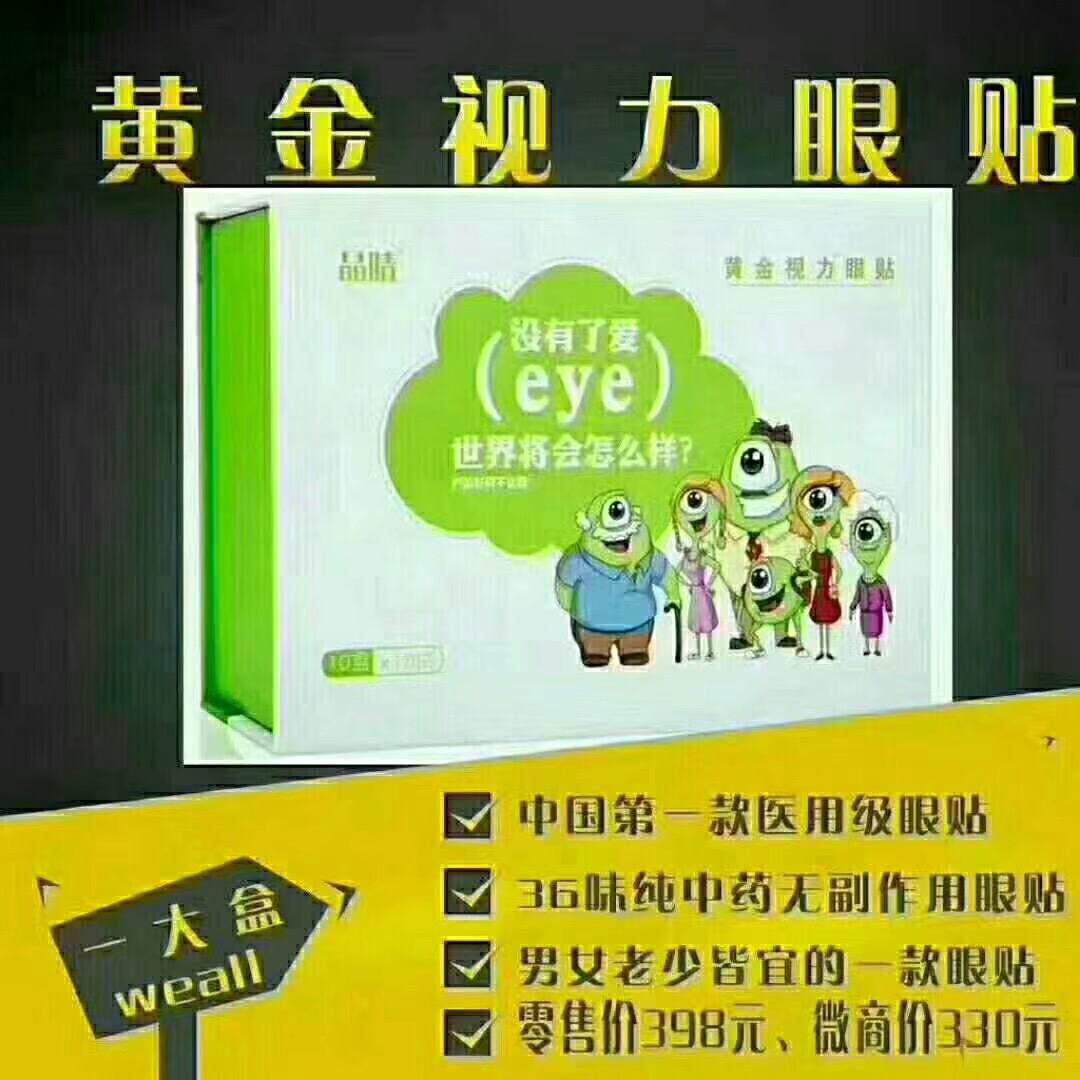 黄金视力眼贴
晶睛
黄金视力眼贴
没有了爱
(eye)
世界将会怎么样?
10盒
一大盒
weall
中国第一款医用级眼贴
36味纯中药无副作用眼贴
男女老少皆宜的一款眼贴
零售价398元、微商价330元